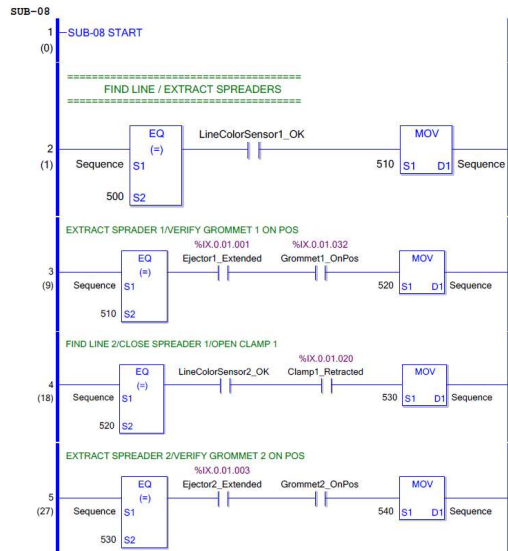 SUB-08
1 SUB-08 START
(0)
======================================
FIND LINE / EXTRACT SPREADERS
======================================
EQ LineColorSensor1_OK MOV
(=)
2
(1) Sequence S1 510 S1 D1 Sequence
500 S2
EXTRACT SPRADER 1/VERIFY GROMMET 1 ON POS
%IX.0.01.001 %IX.0.01.032
EQ Ejector1_Extended Grommet1_OnPos MOV
3 (=)
(9) Sequence S1 520 S1 D1 Sequence
510 S2
FIND LINE 2/CLOSE SPREADER 1/OPEN CLAMP 1
%IX.0.01.020
EQ LineColorSensor2_OK Clamp1_Retracted MOV
4 (=)
(18) Sequence S1 530 S1 D1 Sequence
520 S2
EXTRACT SPREADER 2/VERIFY GROMMET 2 ON POS
%IX.0.01.003
EQ Ejector2_Extended Grommet2_OnPos MOV
5 (=)
(27) Sequence S1 540 S1 D1 Sequence
530 S2